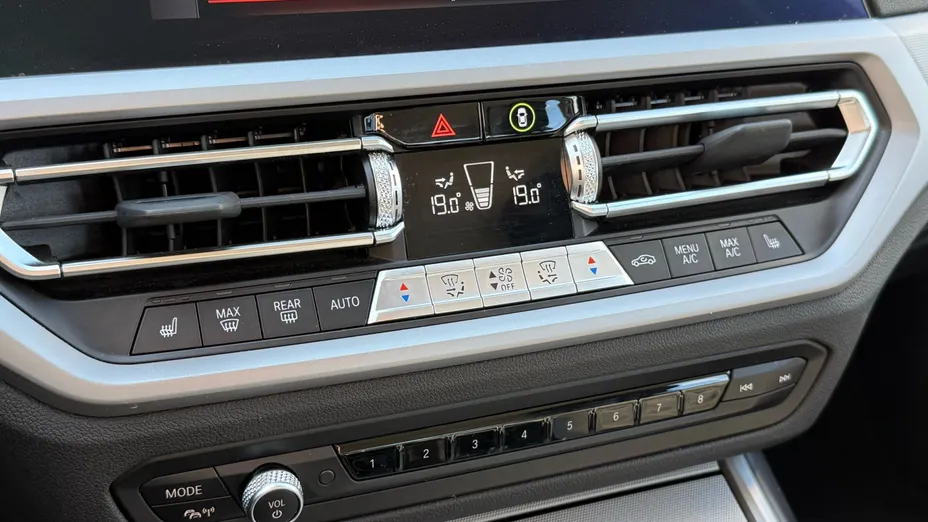 19.0°
19.0°
OFF
MAX
REAR
AUTO
MENU
A/C
MAX
A/C
1
2
3
4
5
6
7
8
MODE
VOL